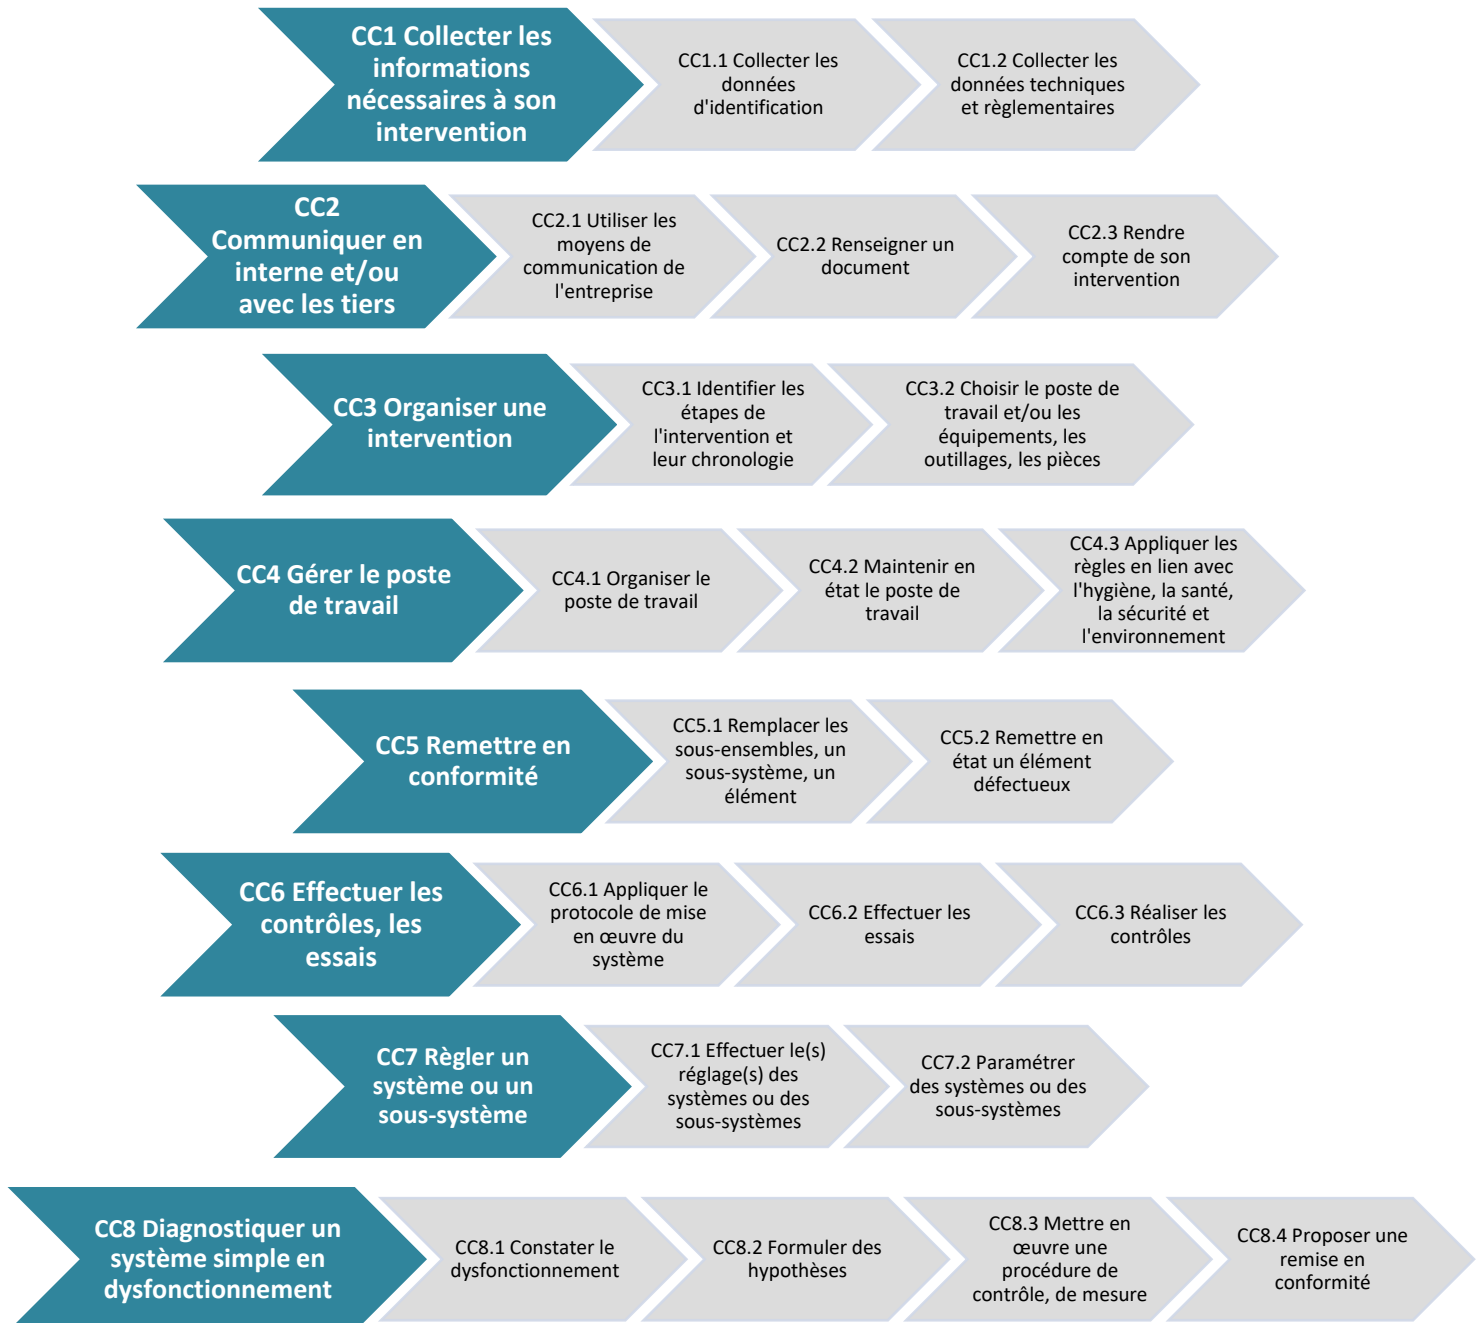 CC1 Collecter les
informations
nécessaires à son
intervention
CC1.1 Collecter les
données
d'identification
CC1.2 Collecter les
données techniques
et règlementaires
CC2
Communiquer en
interne et/ou
avec les tiers
CC2.1 Utiliser les
moyens de
communication de
l'entreprise
CC2.2 Renseigner un
document
CC2.3 Rendre
compte de son
intervention
CC3 Organiser une
intervention
CC3.1 Identifier les
étapes de
l'intervention et
leur chronologie
CC3.2 Choisir le poste de
travail et/ou les
équipements, les
outillages, les pièces
CC4 Gérer le poste
de travail
CC4.1 Organiser le
poste de travail
CC4.2 Maintenir en
état le poste de
travail
CC4.3 Appliquer les
règles en lien avec
l'hygiène, la santé,
la sécurité et
l'environnement
CC5 Remettre en
conformité
CC5.1 Remplacer les
sous-ensembles, un
sous-système, un
élément
CC5.2 Remettre en
état un élément
défectueux
CC6 Effectuer les
contrôles, les
essais
CC6.1 Appliquer le
protocole de mise
en œuvre du
système
CC6.2 Effectuer les
essais
CC6.3 Réaliser les
contrôles
CC7 Règler un
système ou un
sous-système
CC7.1 Effectuer le(s)
réglage(s) des
systèmes ou des
sous-systèmes
CC7.2 Paramétrer
des systèmes ou des
sous-systèmes
CC8 Diagnostiquer un
système simple en
dysfonctionnement
CC8.1 Constater le
dysfonctionnement
CC8.2 Formuler des
hypothèses
CC8.3 Mettre en
œuvre une
procédure de
contrôle, de mesure
CC8.4 Proposer une
remise en
conformité